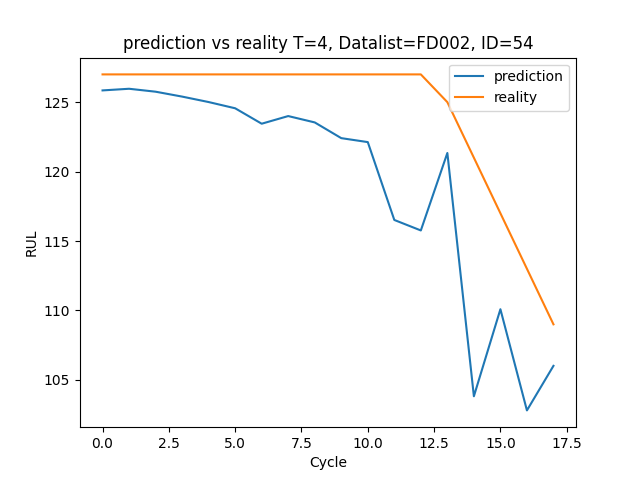 prediction vs reality T=4, Datalist=FD002, ID=54
prediction
reality
125
120
115
110
105
RUL
0.0 2.5 5.0 7.5 10.0 12.5 15.0 17.5
Cycle